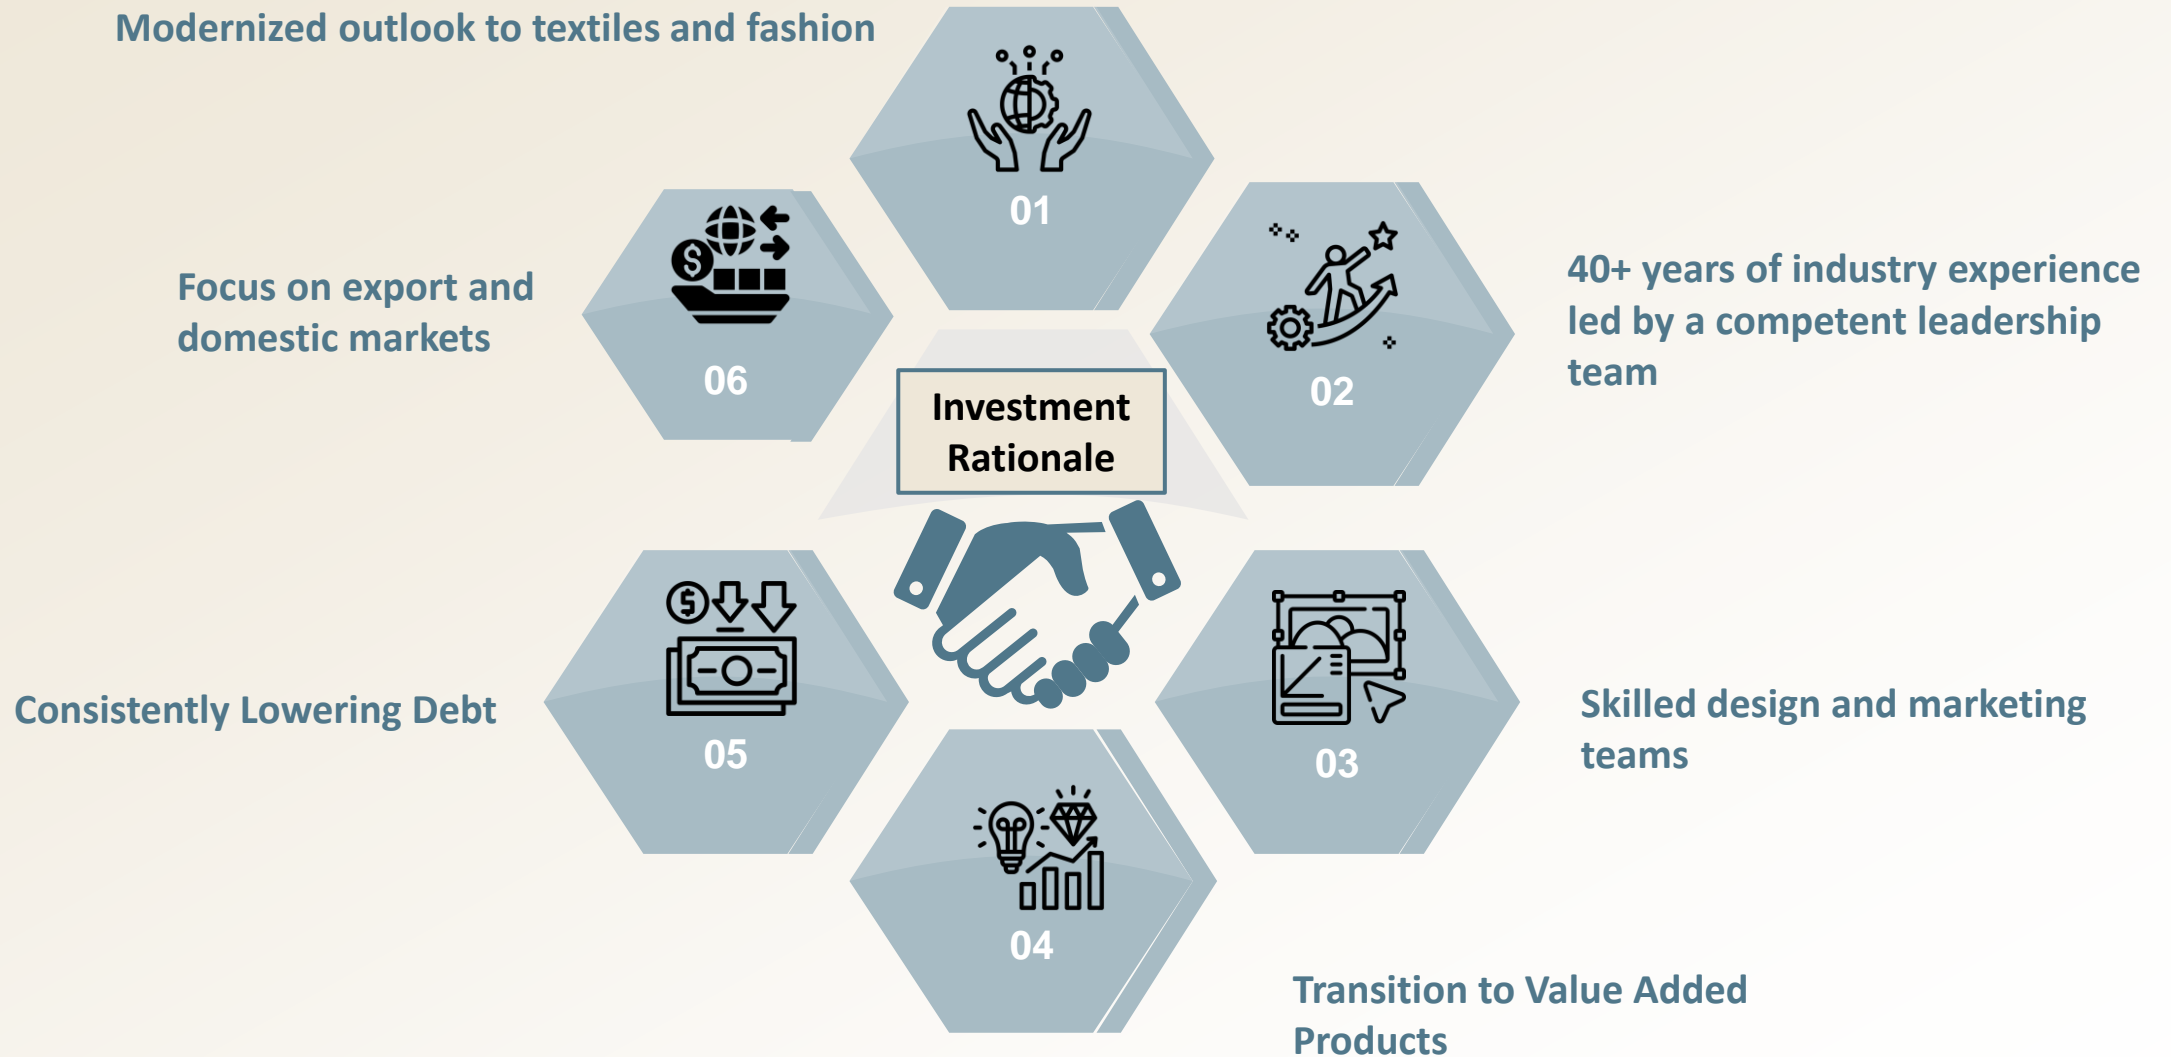 Modernized outlook to textiles and fashion
01
02
40+ years of industry experience
led by a competent leadership
team
03
Skilled design and marketing
teams
04
Transition to Value Added
Products
05
Consistently Lowering Debt
06
Focus on export and
domestic markets
Investment
Rationale